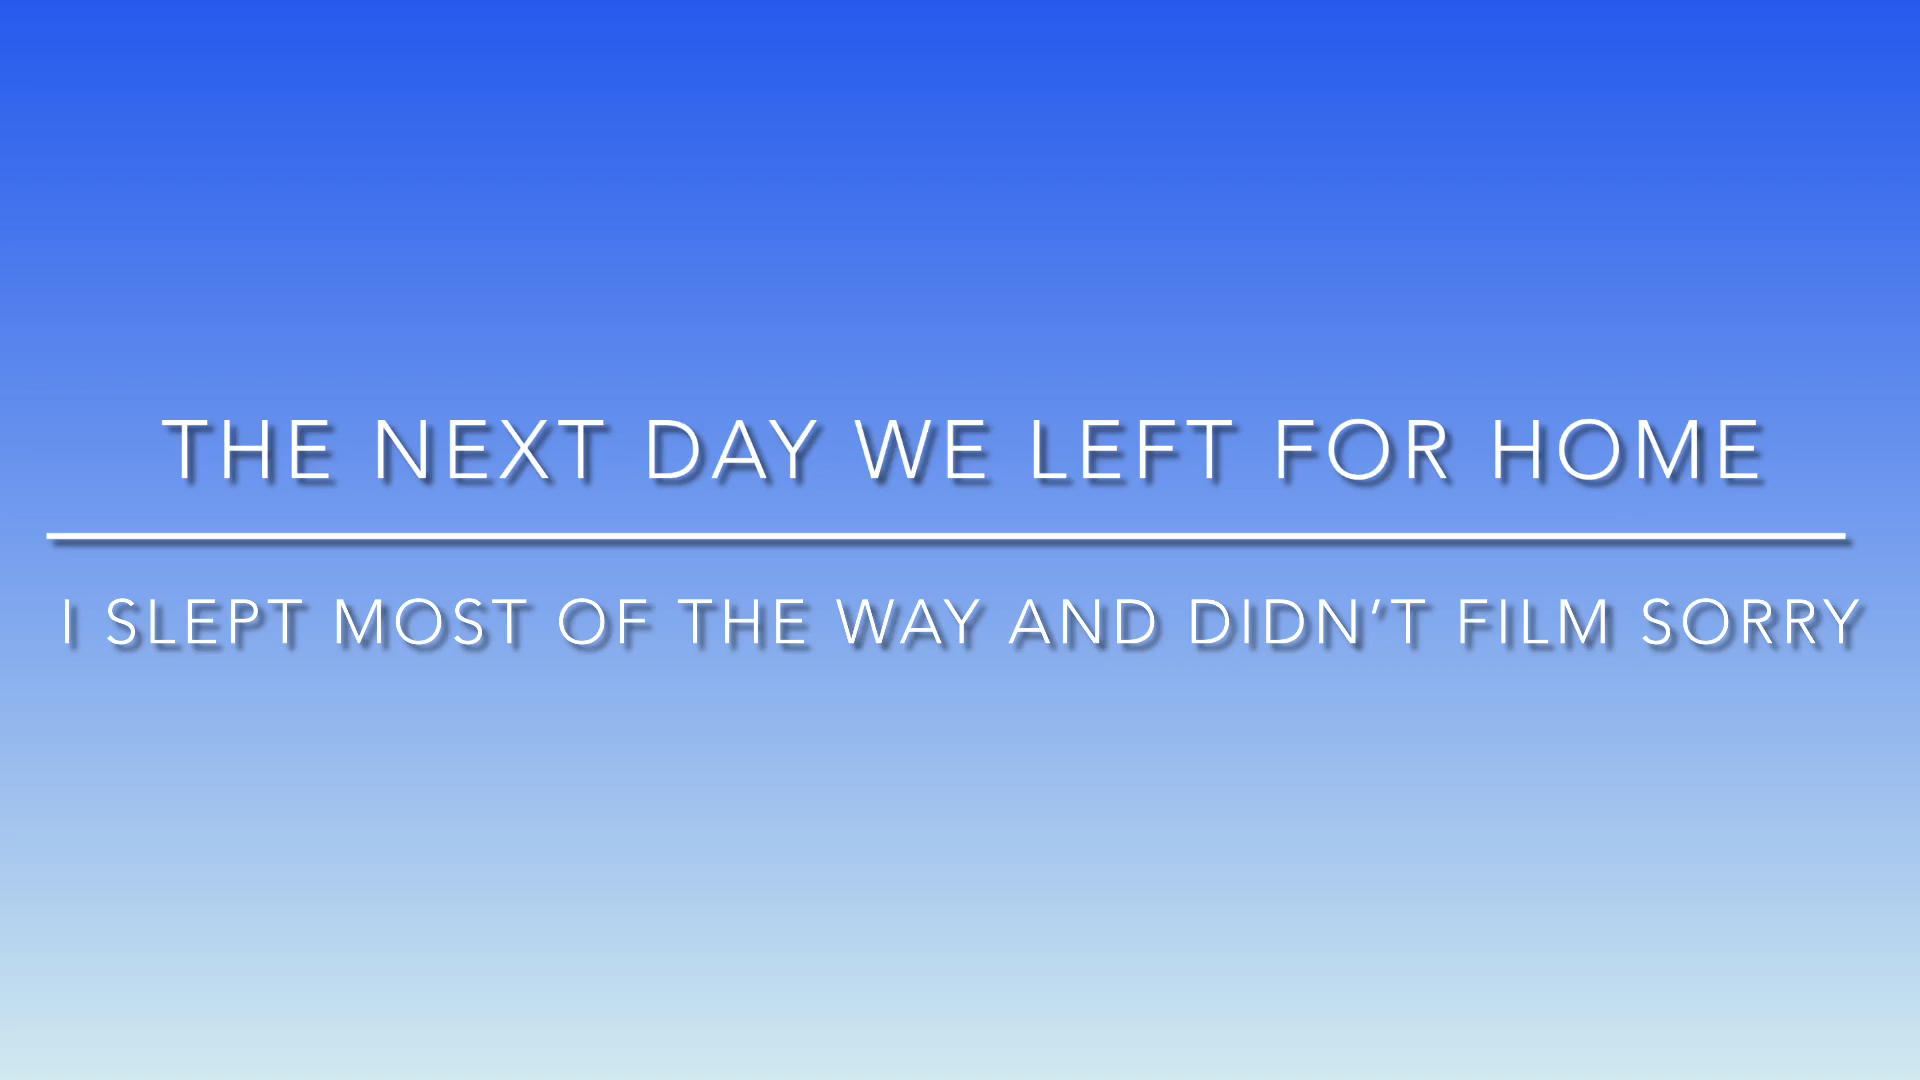 THE NEXT DAY WE LEFT FOR HOME
I SLEPT MOST OF THE WAY AND DIDN’T FILM SORRY